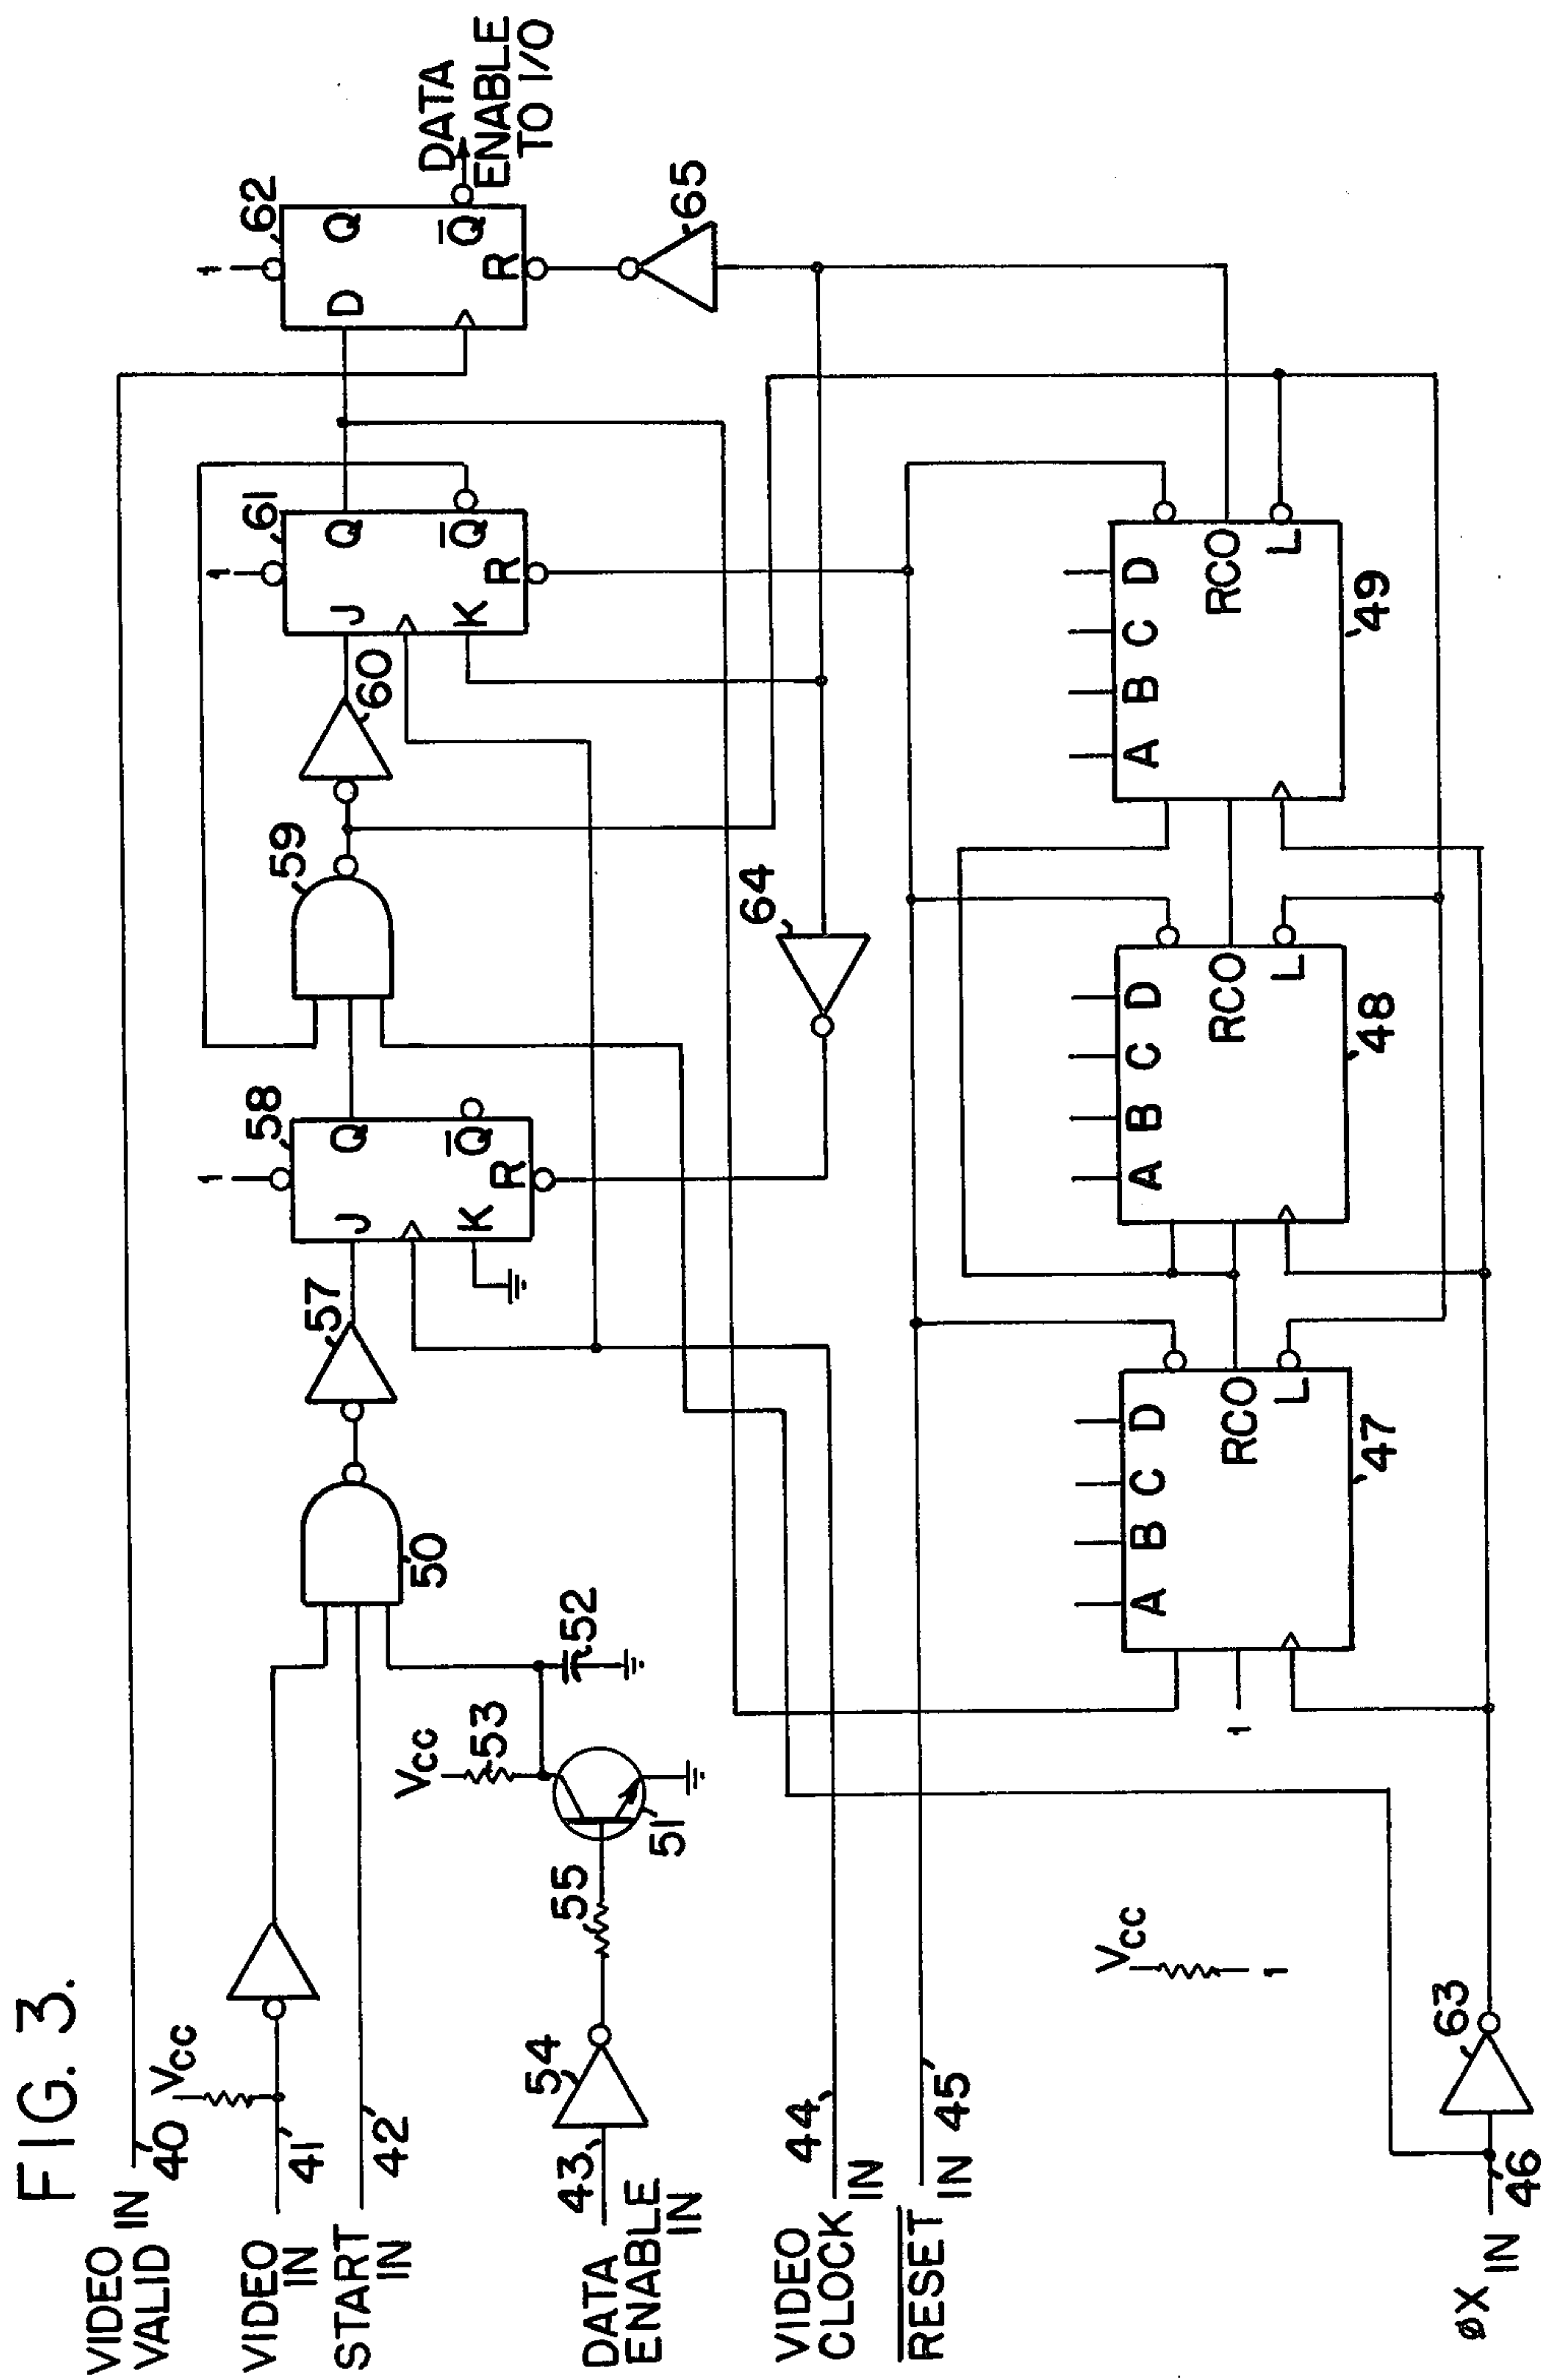 FIG. 3.
VIDEO
VALID IN
40
Vcc
VIDEO
IN
41
START
IN
42
50
57
58
1
J
Q
Q̅
K
R
59
60
61
1
J
Q
Q̅
K
R
62
1
D
Q
Q̅
R
DATA
ENABLE
TO I/O
DATA
ENABLE
IN
43
54
55
51
Vcc
53
52
64
65
VIDEO
CLOCK
IN
44
R̅E̅S̅E̅T̅
IN
45
Vcc
1
A B C D
RCO
L
1
47
A B C D
RCO
L
48
A B C D
RCO
L
49
øX
IN
46
63